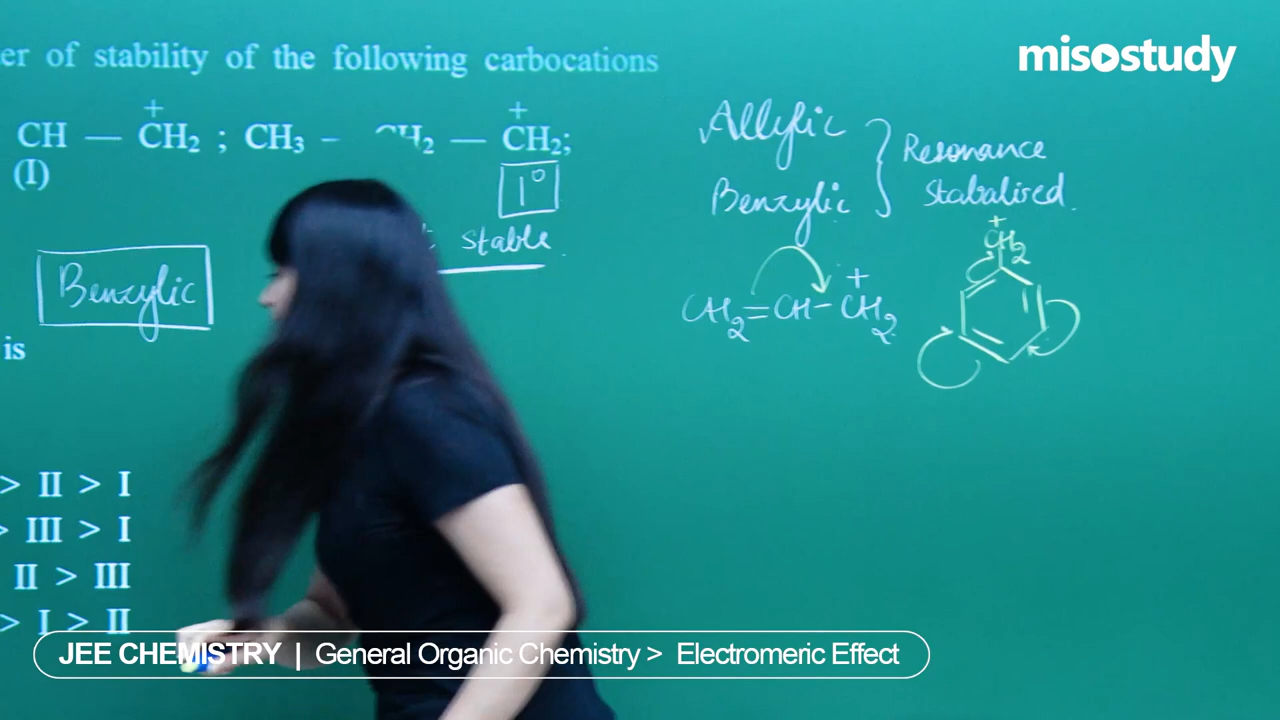 misostudy
er of stability of the following carbocations
CH — C⁺H₂ ; CH₃ – CH₂ — C⁺H₂;
(I)
1°
stable
Benzylic
is
> II > I
> III > I
II > III
> I > II
Allylic
Benzylic
Resonance
Stabalised.
CH₂=CH–C⁺H₂
C⁺H₂
JEE CHEMISTRY | General Organic Chemistry > Electromeric Effect